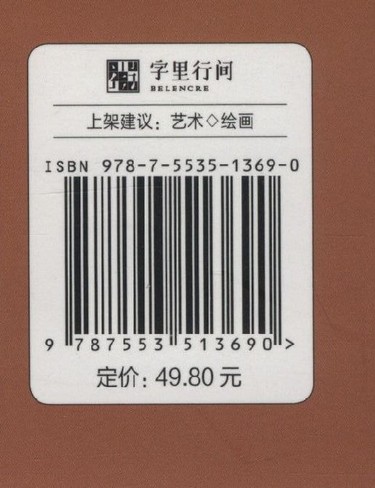 字里行间
BELENCRE
上架建议：艺术◇绘画
ISBN 978-7-5535-1369-0
9 787553 513690>
定价：49.80 元